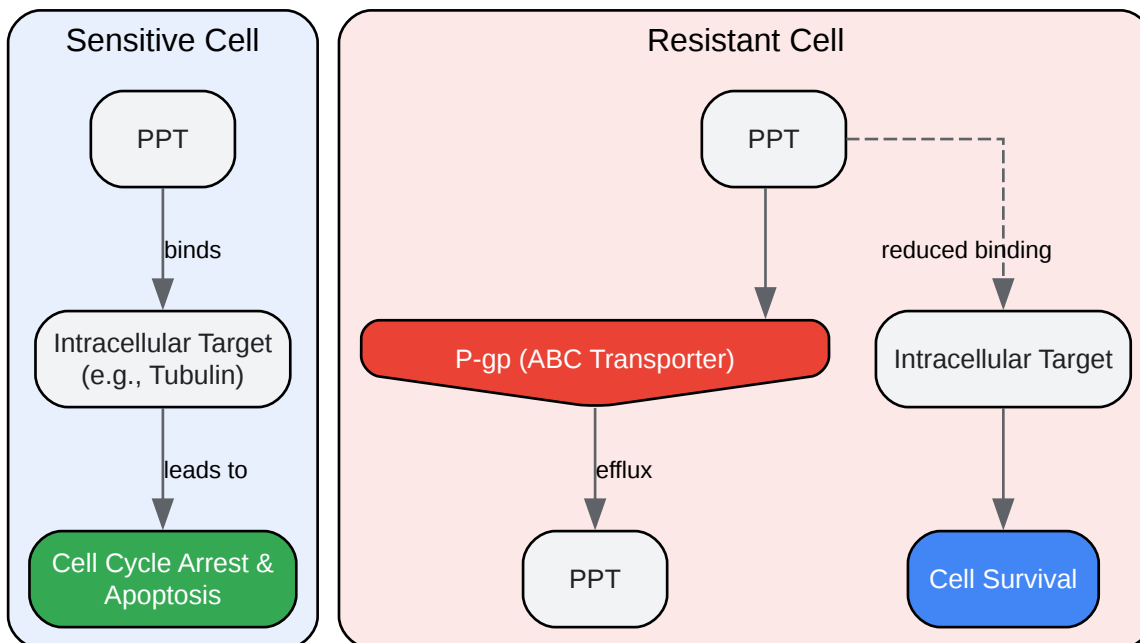 Sensitive Cell
PPT
binds
Intracellular Target
(e.g., Tubulin)
leads to
Cell Cycle Arrest &
Apoptosis
Resistant Cell
PPT
reduced binding
P-gp (ABC Transporter)
Intracellular Target
efflux
PPT
Cell Survival